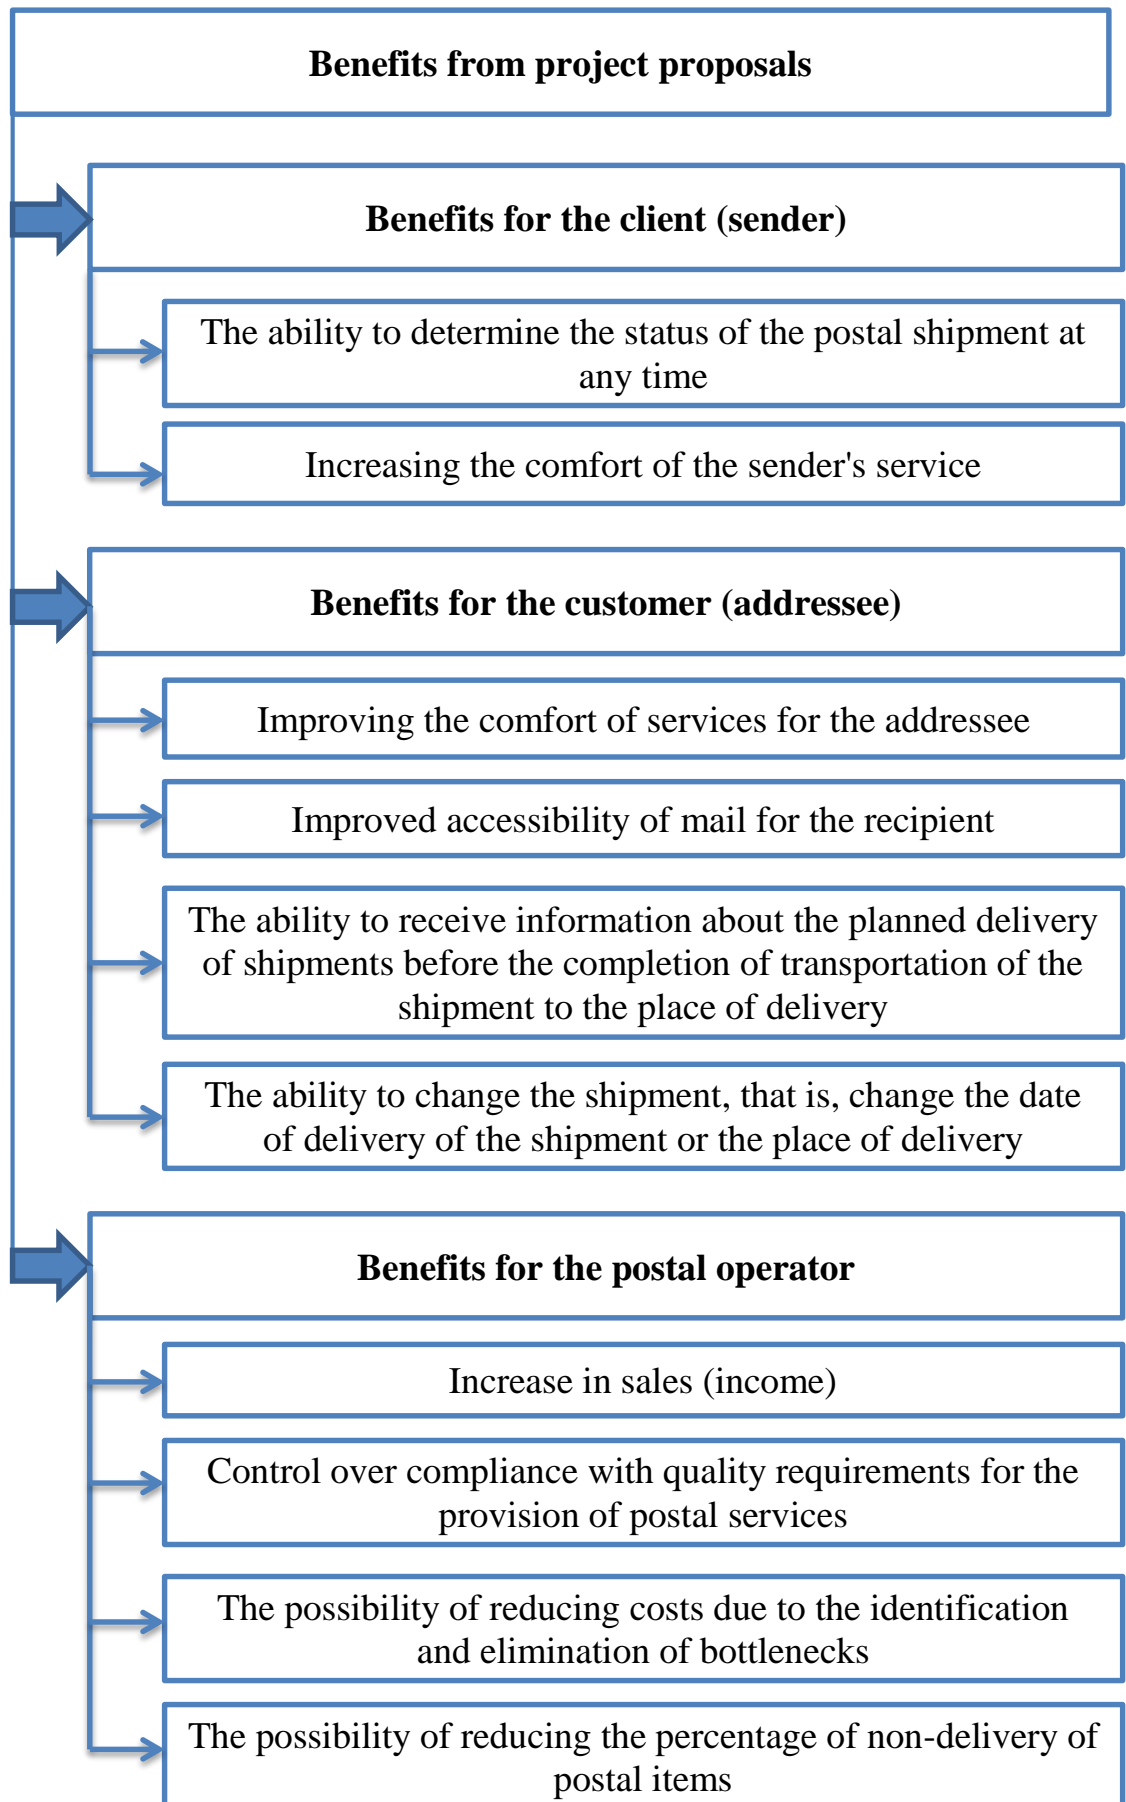 Benefits from project proposals
Benefits for the client (sender)
The ability to determine the status of the postal shipment at
any time
Increasing the comfort of the sender's service
Benefits for the customer (addressee)
Improving the comfort of services for the addressee
Improved accessibility of mail for the recipient
The ability to receive information about the planned delivery
of shipments before the completion of transportation of the
shipment to the place of delivery
The ability to change the shipment, that is, change the date
of delivery of the shipment or the place of delivery
Benefits for the postal operator
Increase in sales (income)
Control over compliance with quality requirements for the
provision of postal services
The possibility of reducing costs due to the identification
and elimination of bottlenecks
The possibility of reducing the percentage of non-delivery of
postal items